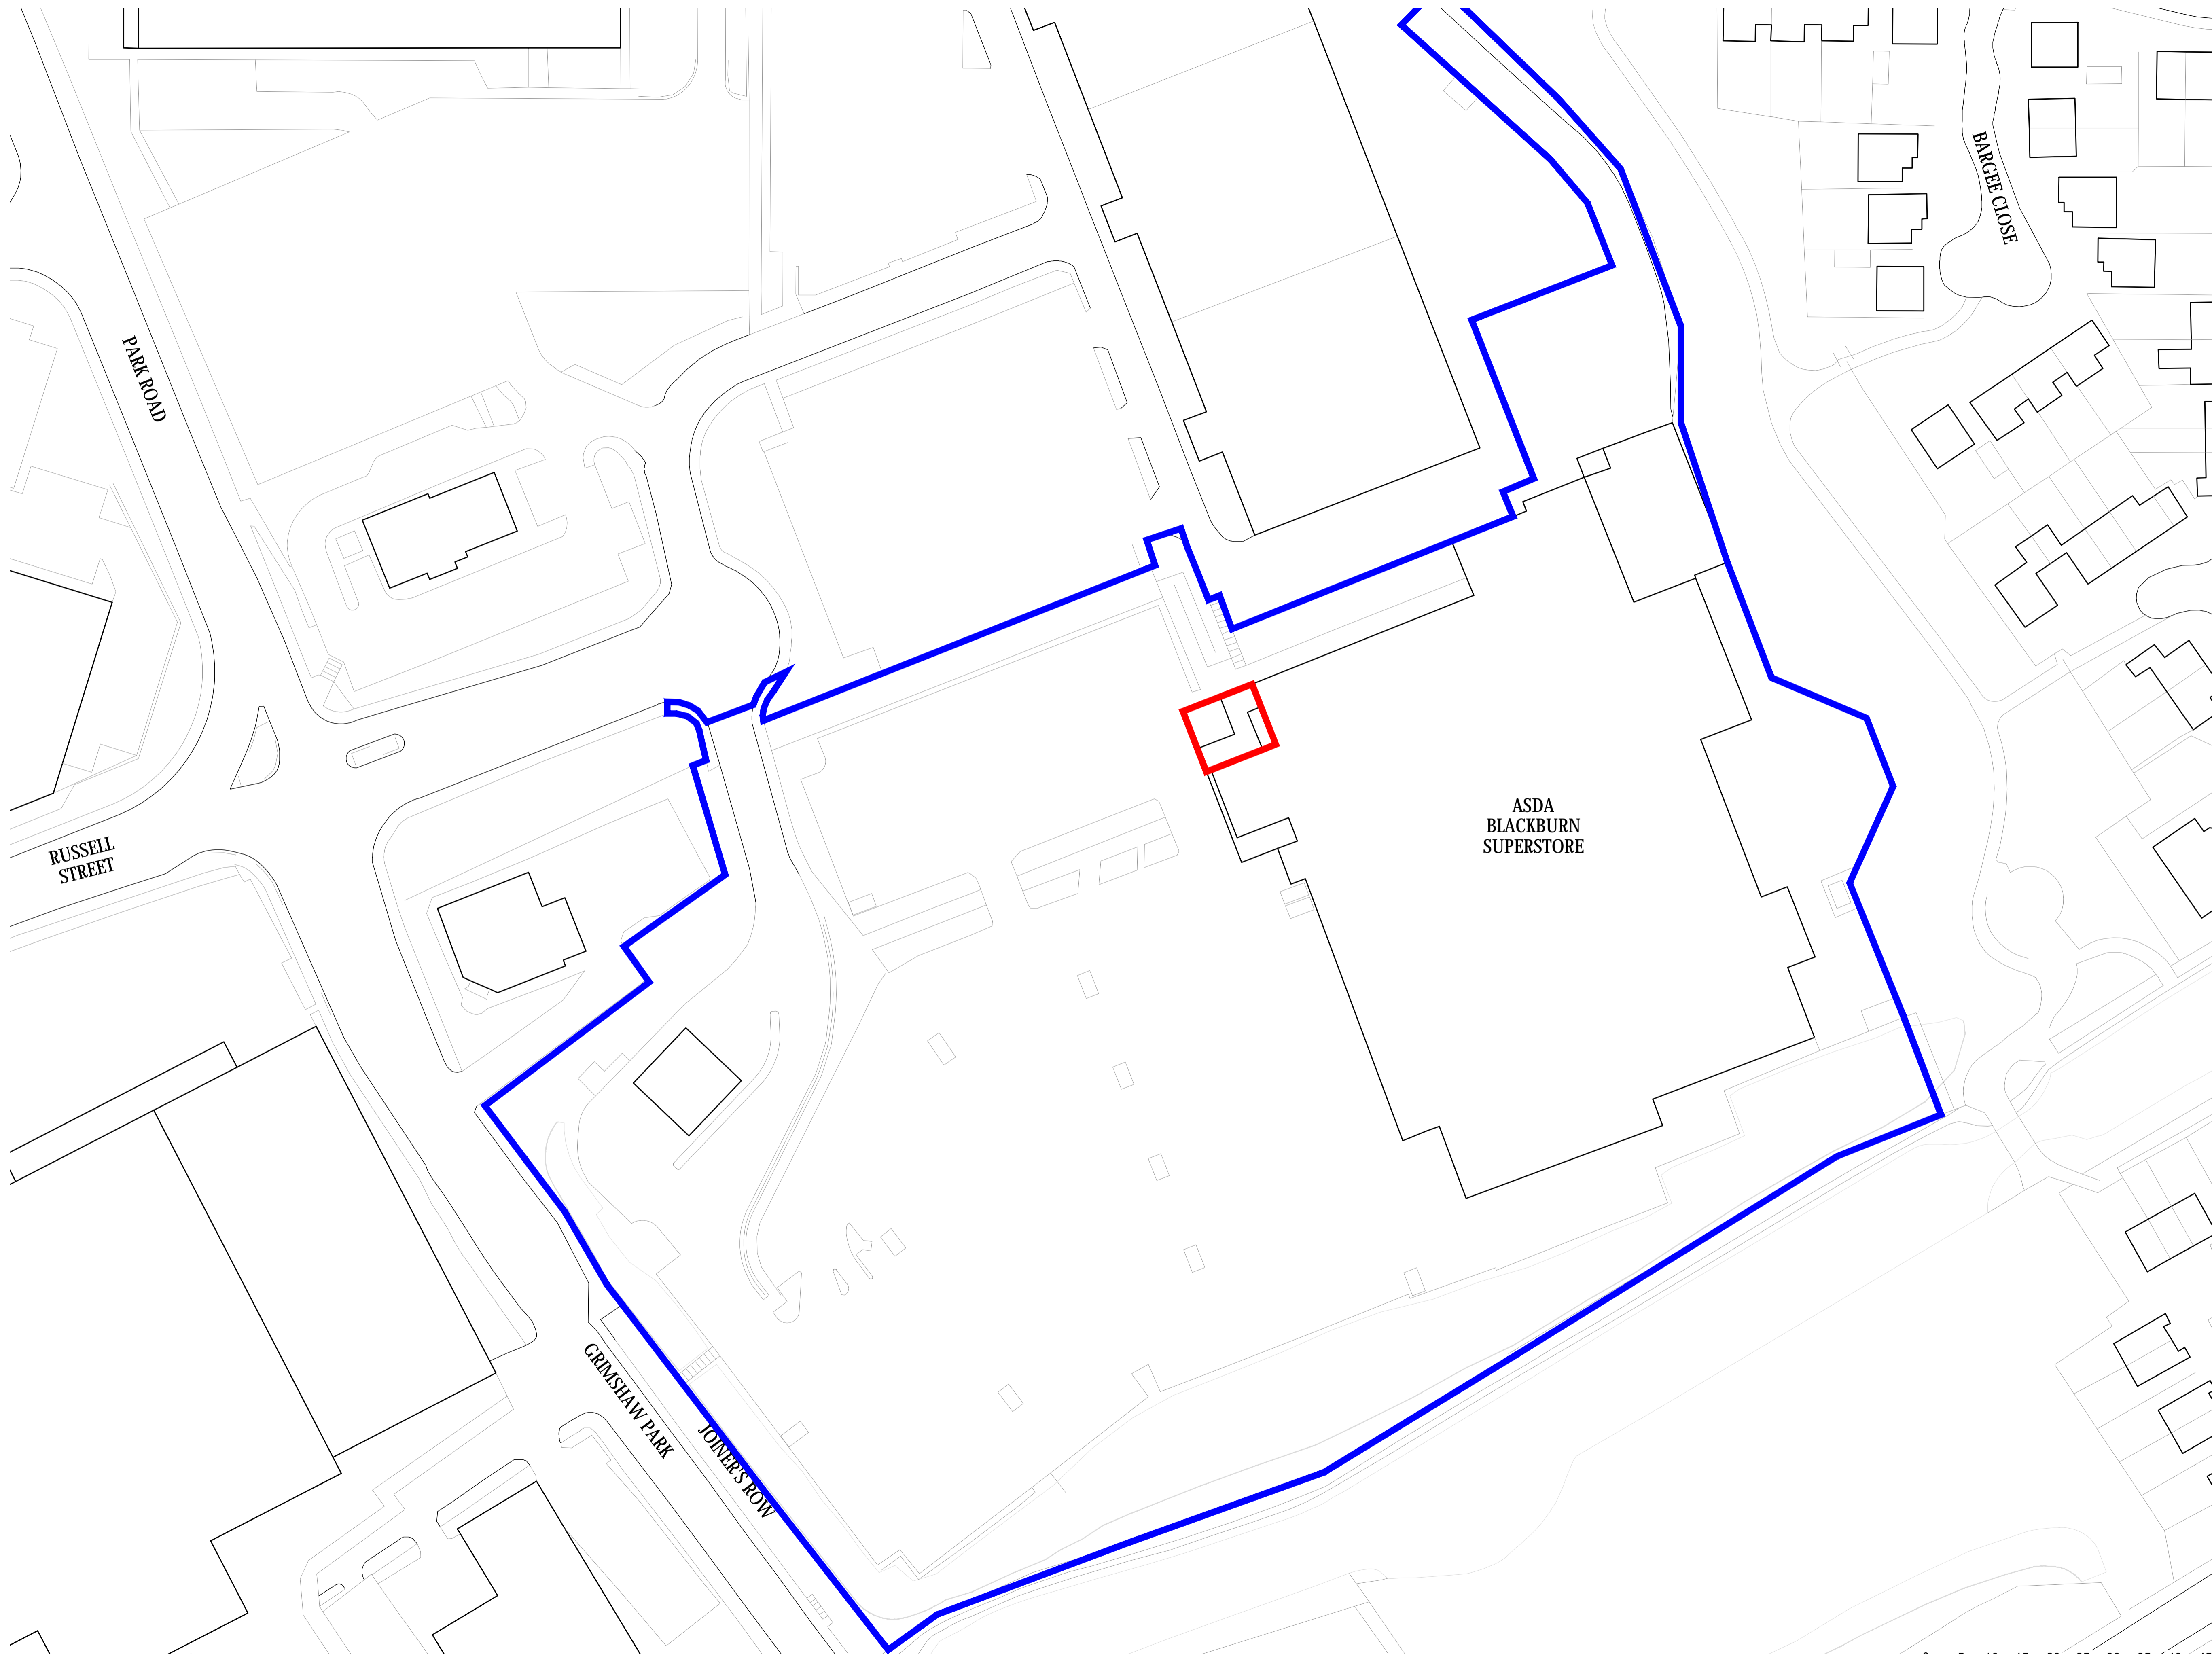 BARGEE CLOSE
PARK ROAD
ASDA
BLACKBURN
SUPERSTORE
RUSSELL
STREET
GRIMSHAW PARK
JOINER'S ROW